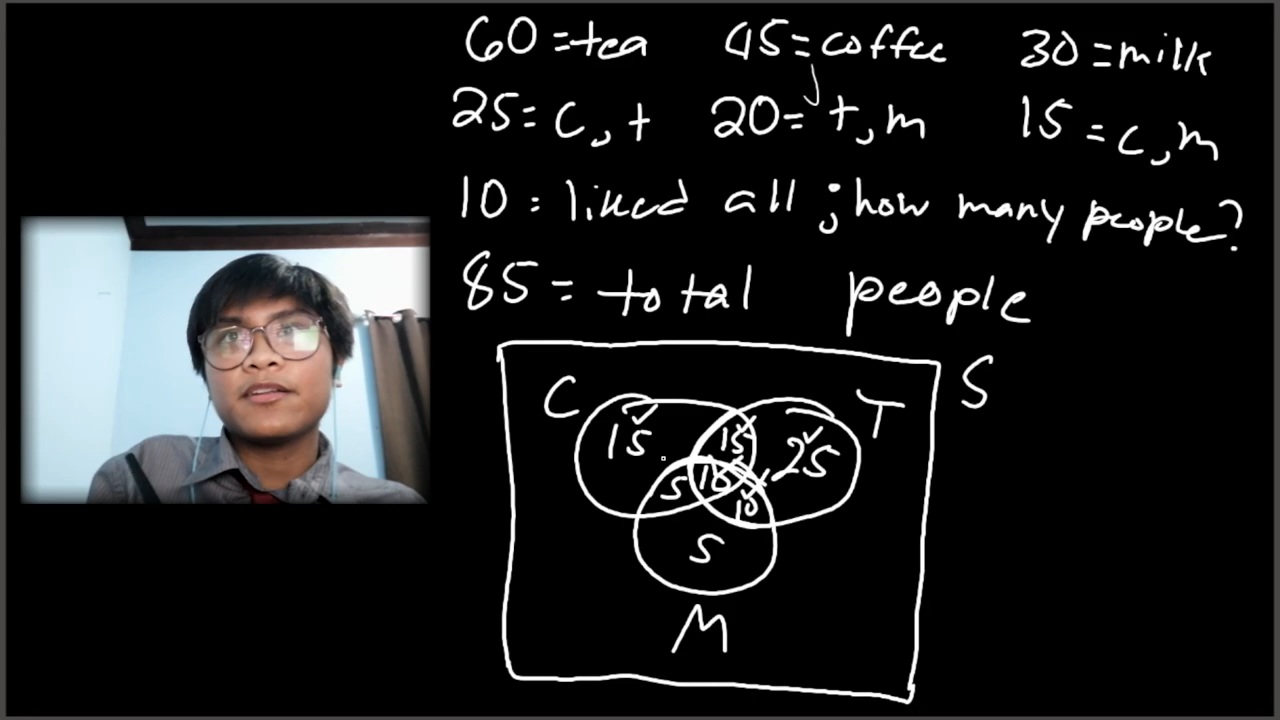 60 = tea 45 = coffee 30 = milk
25 = c, t 20 = t, m 15 = c, m
10 = liked all ; how many people?
85 = total people
S
C T
15 15 25
5 10 10
5
M